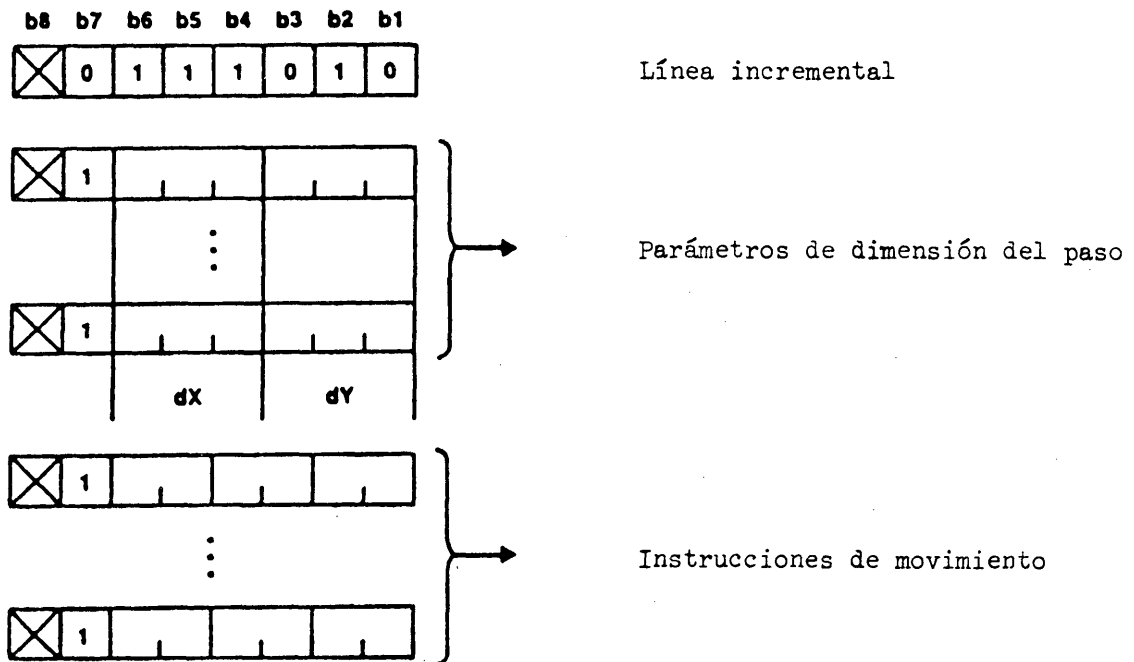 b8 b7 b6 b5 b4 b3 b2 b1
0 1 1 1 0 1 0
Línea incremental
1
Parámetros de dimensión del paso
1
dX dY
1
Instrucciones de movimiento
1